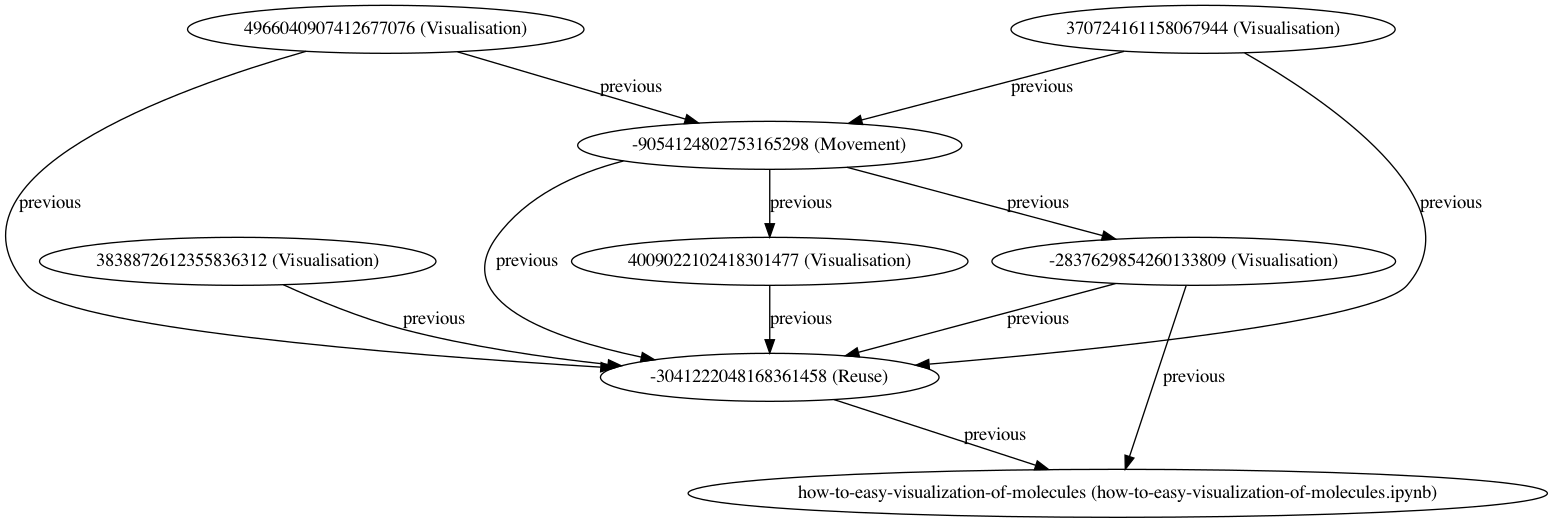 4966040907412677076 (Visualisation)
370724161158067944 (Visualisation)
previous
previous
-9054124802753165298 (Movement)
previous
previous
previous
previous
3838872612355836312 (Visualisation)
previous
4009022102418301477 (Visualisation)
-2837629854260133809 (Visualisation)
previous
previous
previous
-3041222048168361458 (Reuse)
previous
previous
how-to-easy-visualization-of-molecules (how-to-easy-visualization-of-molecules.ipynb)